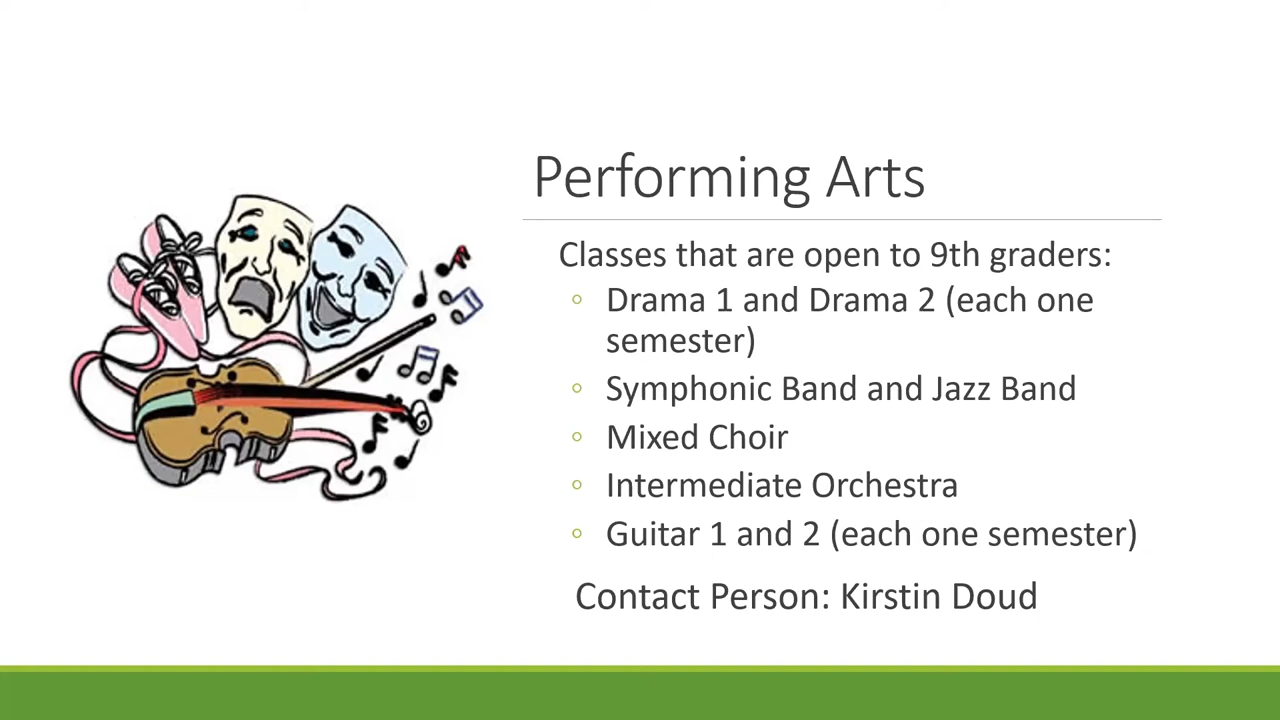 Performing Arts
Classes that are open to 9th graders:
◦ Drama 1 and Drama 2 (each one
semester)
◦ Symphonic Band and Jazz Band
◦ Mixed Choir
◦ Intermediate Orchestra
◦ Guitar 1 and 2 (each one semester)
Contact Person: Kirstin Doud